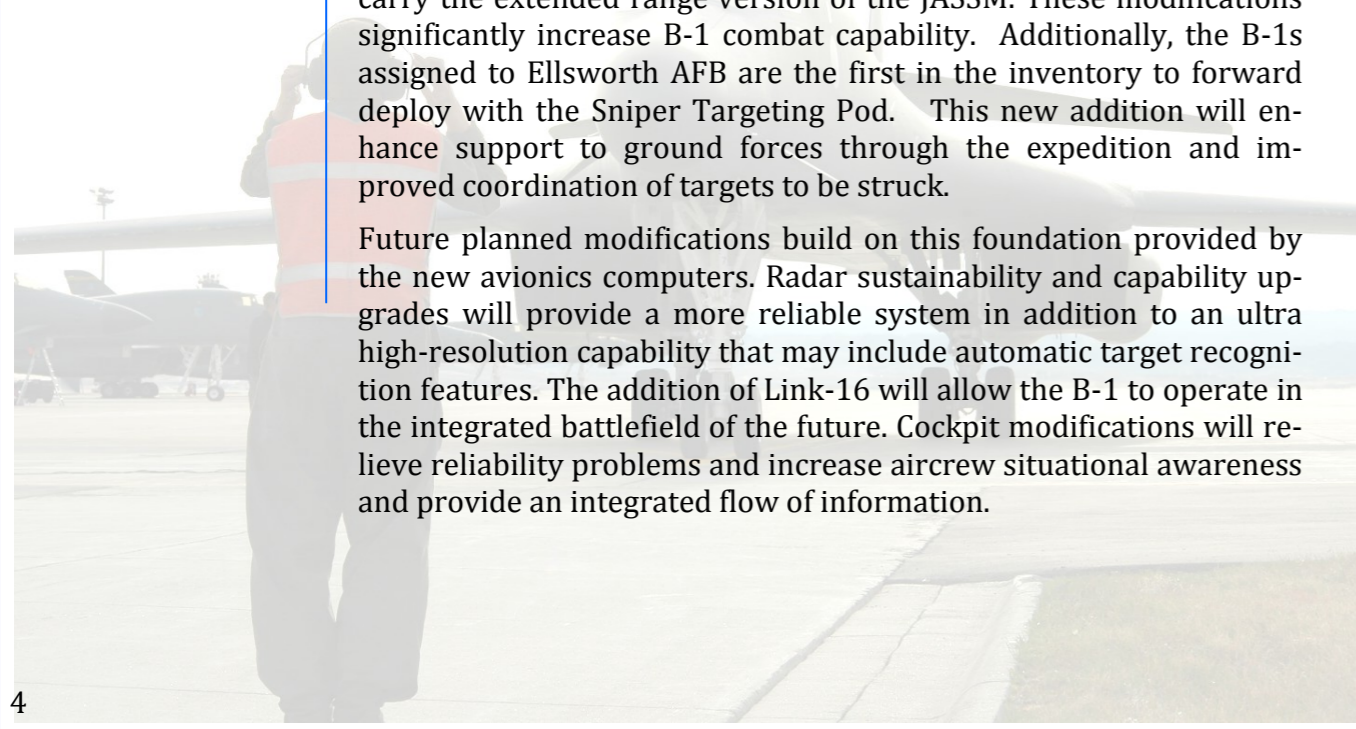 carry the extended range version of the JASSM. These modifications
significantly increase B-1 combat capability. Additionally, the B-1s
assigned to Ellsworth AFB are the first in the inventory to forward
deploy with the Sniper Targeting Pod. This new addition will en-
hance support to ground forces through the expedition and im-
proved coordination of targets to be struck.
Future planned modifications build on this foundation provided by
the new avionics computers. Radar sustainability and capability up-
grades will provide a more reliable system in addition to an ultra
high-resolution capability that may include automatic target recogni-
tion features. The addition of Link-16 will allow the B-1 to operate in
the integrated battlefield of the future. Cockpit modifications will re-
lieve reliability problems and increase aircrew situational awareness
and provide an integrated flow of information.
4